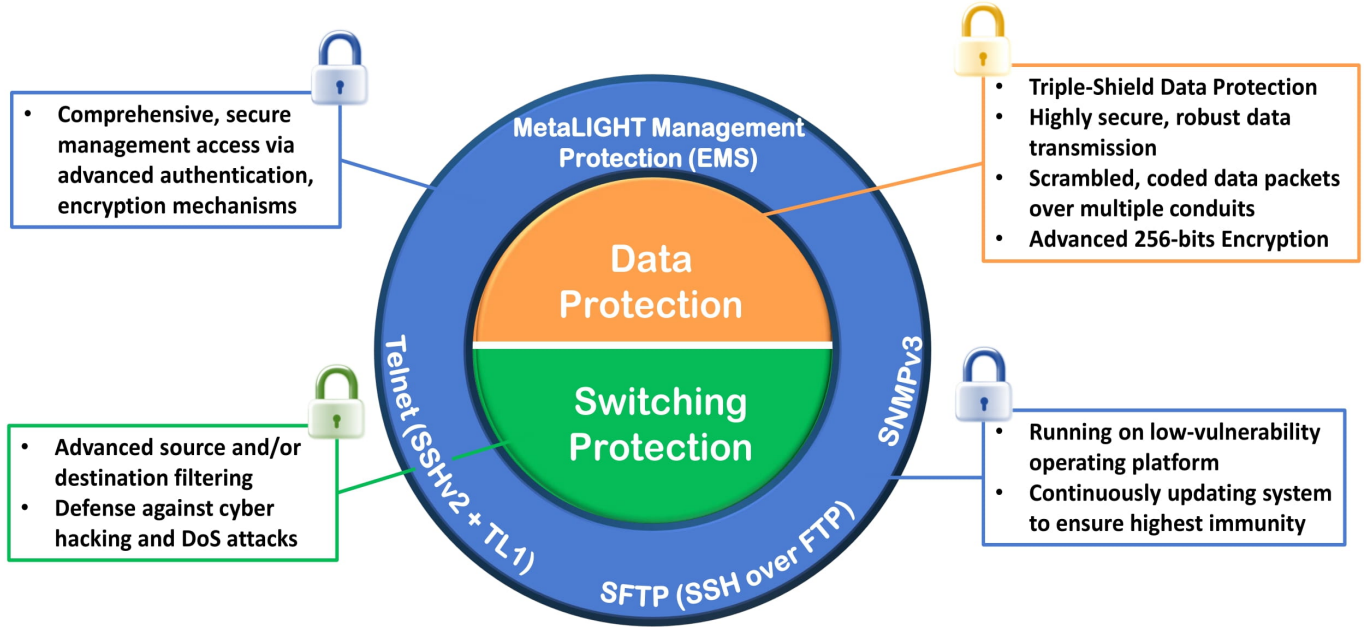 • Comprehensive, secure
management access via
advanced authentication,
encryption mechanisms
• Triple-Shield Data Protection
• Highly secure, robust data
transmission
• Scrambled, coded data packets
over multiple conduits
• Advanced 256-bits Encryption
MetaLIGHT Management
Protection (EMS)
Data
Protection
Switching
Protection
Telnet (SSHv2 + TL1)
SFTP (SSH over FTP)
SNMPv3
• Advanced source and/or
destination filtering
• Defense against cyber
hacking and DoS attacks
• Running on low-vulnerability
operating platform
• Continuously updating system
to ensure highest immunity